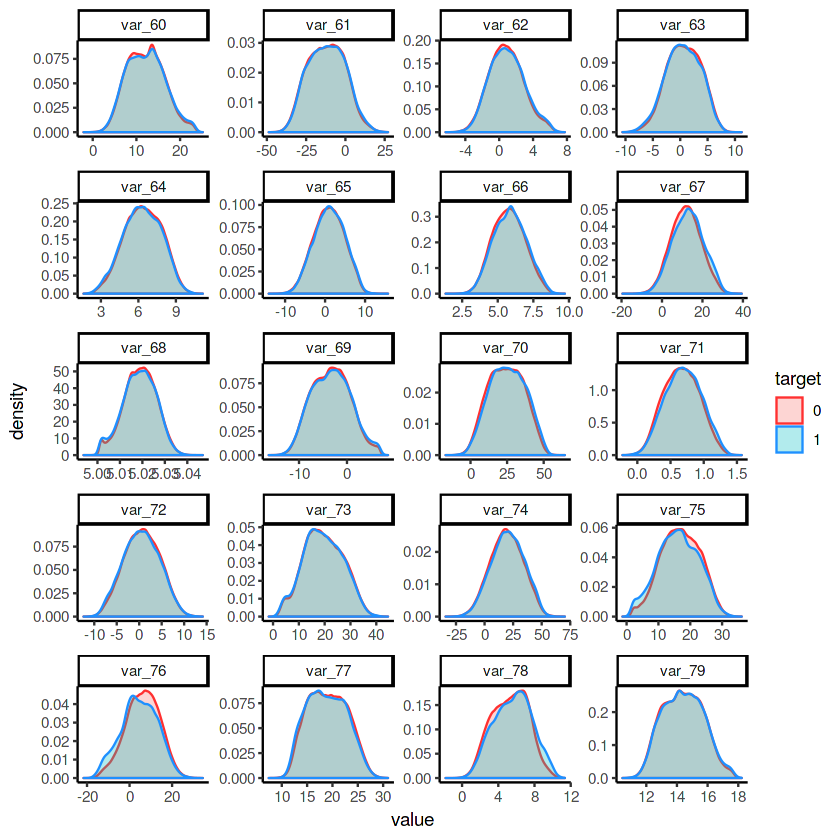 var_60 var_61 var_62 var_63
0.075 0.050 0.025 0.000
0.03 0.02 0.01 0.00
0.20 0.15 0.10 0.05 0.00
0.09 0.06 0.03 0.00
0 10 20
-50 -25 0 25
-4 0 4 8
-10 -5 0 5 10
var_64 var_65 var_66 var_67
0.25 0.20 0.15 0.10 0.05 0.00
0.100 0.075 0.050 0.025 0.000
0.3 0.2 0.1 0.0
0.05 0.04 0.03 0.02 0.01 0.00
3 6 9
-10 0 10
2.5 5.0 7.5 10.0
-20 0 20 40
var_68 var_69 var_70 var_71
50 40 30 20 10 0
0.075 0.050 0.025 0.000
0.02 0.01 0.00
1.0 0.5 0.0
5.00 5.01 5.02 5.03 5.04
-10 0
0 25 50
0.0 0.5 1.0 1.5
var_72 var_73 var_74 var_75
0.075 0.050 0.025 0.000
0.05 0.04 0.03 0.02 0.01 0.00
0.02 0.01 0.00
0.06 0.04 0.02 0.00
-10 -5 0 5 10 15
0 10 20 30 40
-25 0 25 50 75
0 10 20 30
var_76 var_77 var_78 var_79
0.04 0.03 0.02 0.01 0.00
0.075 0.050 0.025 0.000
0.15 0.10 0.05 0.00
0.2 0.1 0.0
-20 0 20
10 15 20 25 30
0 4 8 12
12 14 16 18
density
value
target
0
1